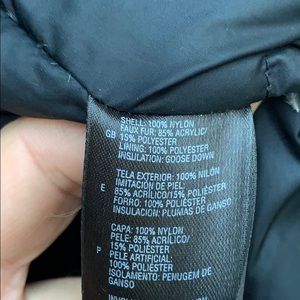 SHELL: 100% NYLON
FAUX FUR: 85% ACRYLIC/
GB 15% POLYESTER
LINING: 100% POLYESTER
INSULATION: GOOSE DOWN
TELA EXTERIOR: 100% NILÓN
IMITACIÓN DE PIEL:
E 85% ACRÍLICO/15% POLIÉSTER
FORRO: 100% POLIÉSTER
INSULACION: PLUMAS DE GANSO
CAPA: 100% NYLON
PELE: 85% ACRÍLICO/
P 15% POLIÉSTER
PELE ARTIFICIAL:
100% POLIÉSTER
ISOLAMENTO: PENUGEM DE
GANSO